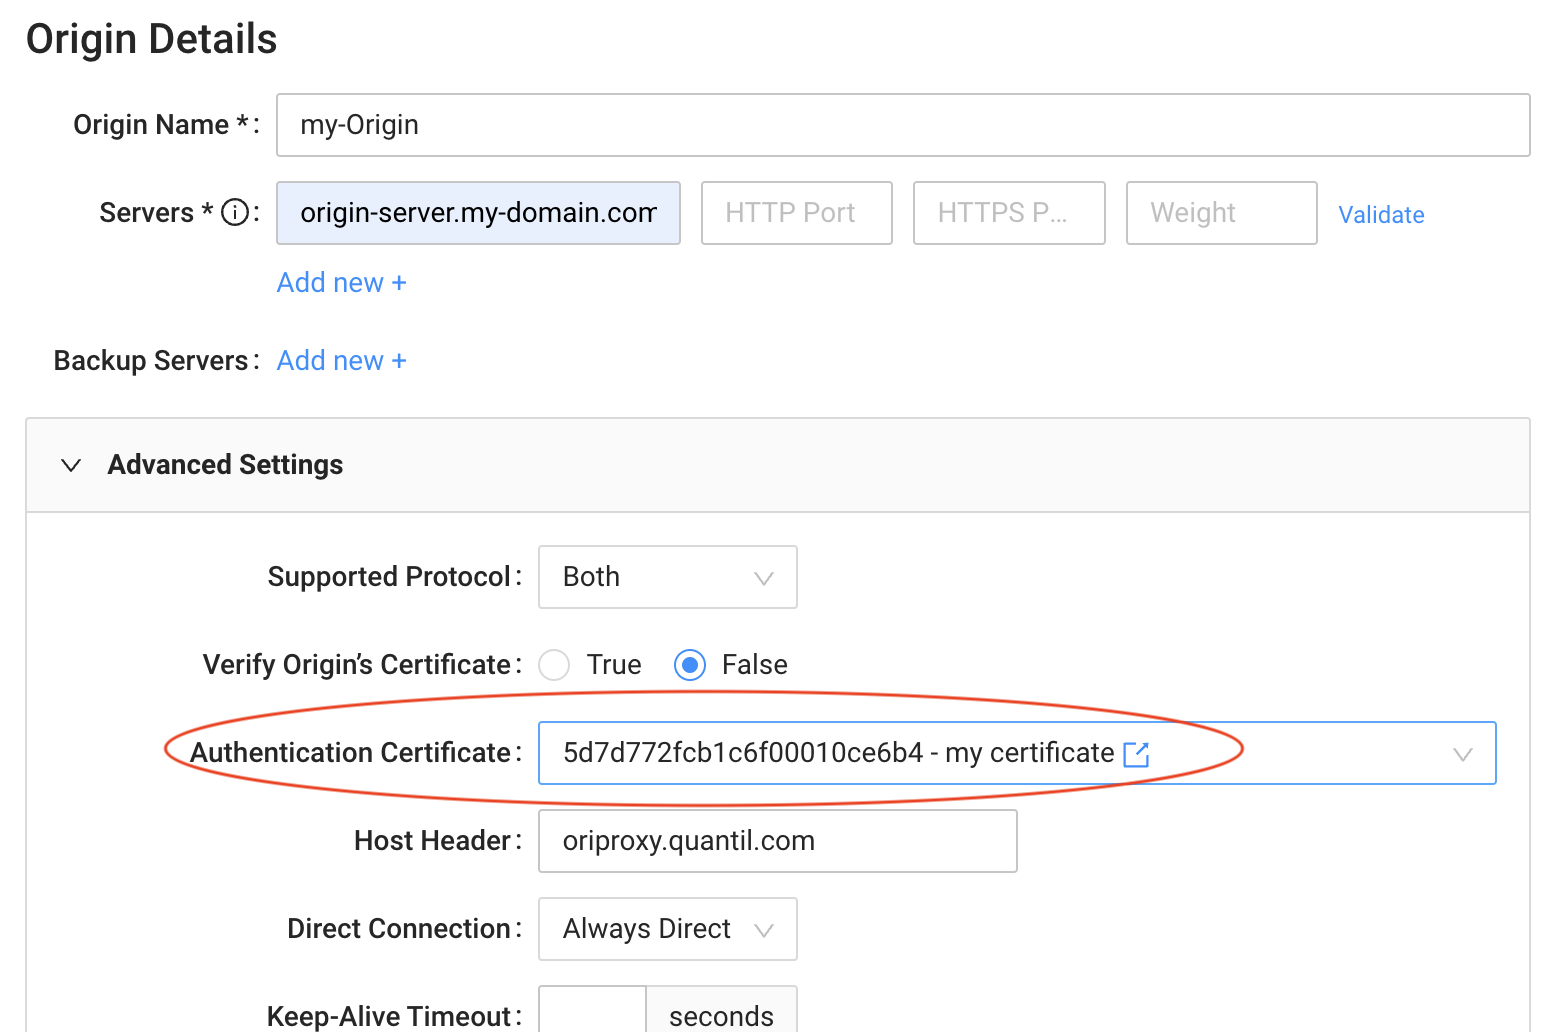 Origin Details
Origin Name *: my-Origin
Servers * : origin-server.my-domain.com HTTP Port HTTPS P... Weight Validate
Add new +
Backup Servers: Add new +
Advanced Settings
Supported Protocol: Both
Verify Origin’s Certificate: True False
Authentication Certificate: 5d7d772fcb1c6f00010ce6b4 - my certificate
Host Header: oriproxy.quantil.com
Direct Connection: Always Direct
Keep-Alive Timeout: seconds